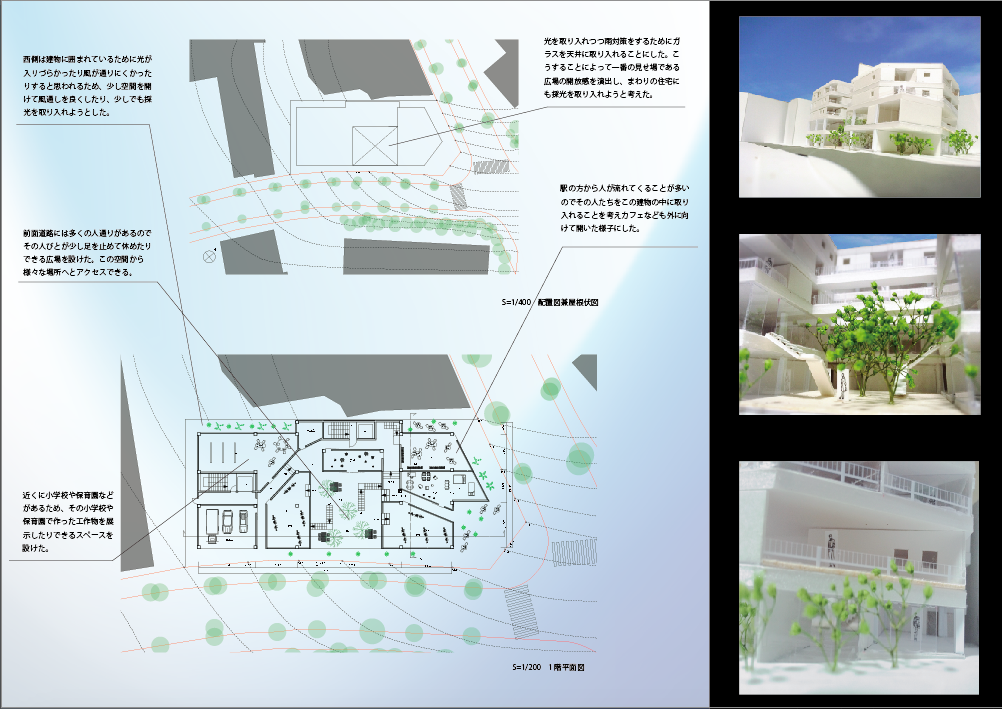 西側は建物に囲まれているために光が
入りづらかったり風が通りにくかった
りすると思われるため、少し空間を開
けて風通しを良くしたり、少しでも採
光を取り入れようとした。
光を取り入れつつ雨対策をするためにガ
ラスを天井に取り入れることにした。こ
うすることによって一番の見せ場である
広場の開放感を演出し、まわりの住宅に
も採光を取り入れようと考えた。
駅の方から人が流れてくることが多い
のでその人たちをこの建物の中に取り
入れることを考えカフェなども外に向
けて開いた様子にした。
前面道路には多くの人通りがあるので
その人びとが少し足を止めて休めたり
できる広場を設けた。この空間から
様々な場所へとアクセスできる。
S=1/400 配置図兼屋根伏図
近くに小学校や保育園など
があるため、その小学校や
保育園で作った工作物を展
示したりできるスペースを
設けた。
S=1/200 1階平面図